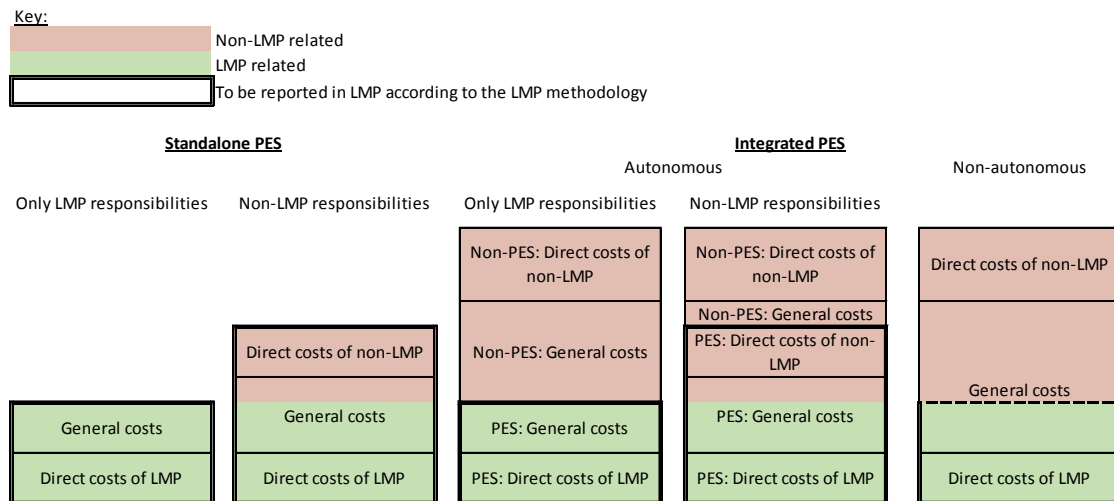 Key:
Non-LMP related
LMP related
To be reported in LMP according to the LMP methodology
Standalone PES
Integrated PES
Autonomous
Non-autonomous
Only LMP responsibilities
Non-LMP responsibilities
Only LMP responsibilities
Non-LMP responsibilities
Non-PES: Direct costs of
non-LMP
Non-PES: Direct costs of
non-LMP
Direct costs of non-LMP
Non-PES: General costs
Direct costs of non-LMP
Non-PES: General costs
PES: Direct costs of non-
LMP
General costs
General costs
General costs
PES: General costs
PES: General costs
Direct costs of LMP
Direct costs of LMP
PES: Direct costs of LMP
PES: Direct costs of LMP
Direct costs of LMP